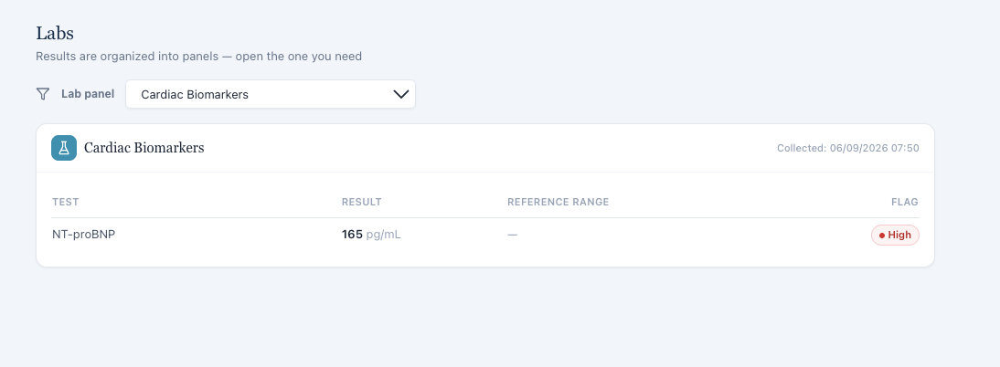 Labs
Results are organized into panels — open the one you need
Lab panel Cardiac Biomarkers
Cardiac Biomarkers Collected: 06/09/2026 07:50
TEST RESULT REFERENCE RANGE FLAG
NT-proBNP 165 pg/mL — High